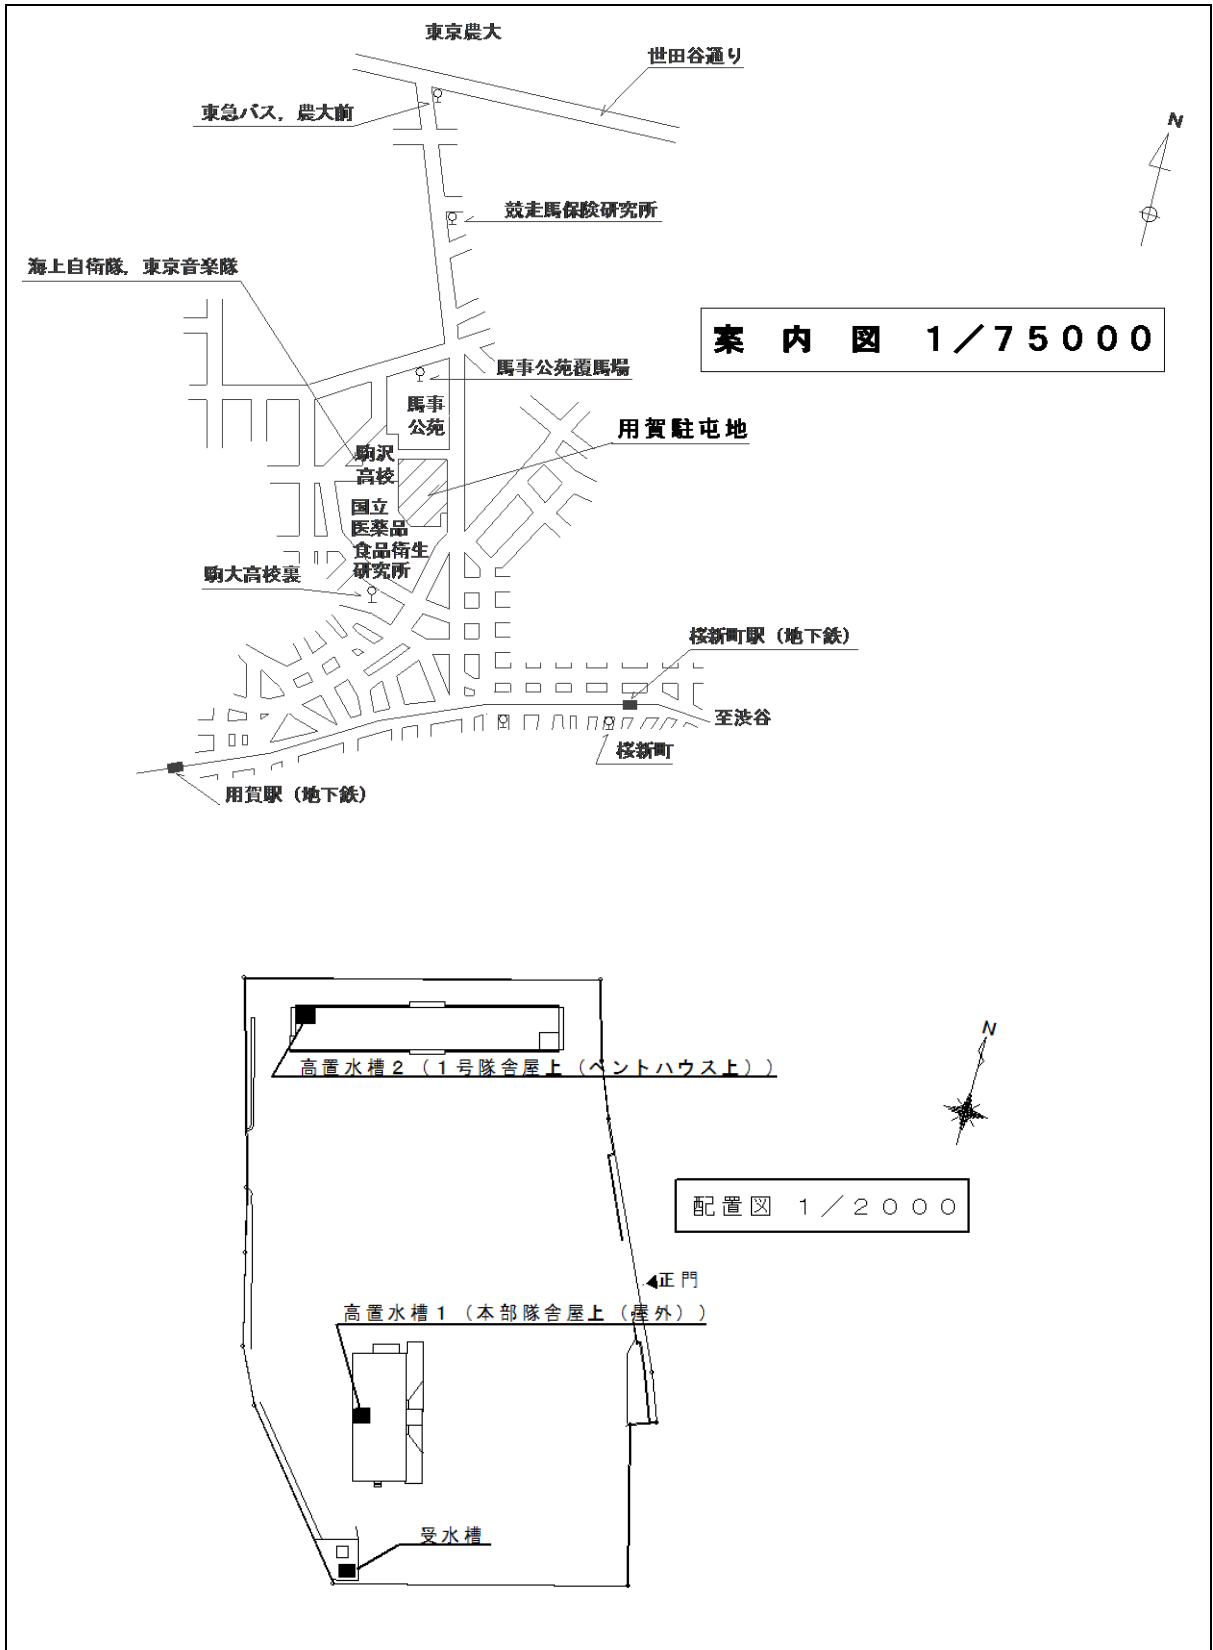 東京農大
世田谷通り
東急バス，農大前
N
競走馬保険研究所
海上自衛隊，東京音楽隊
案　内　図　１／７５０００
馬事公苑覆馬場
馬事
公苑
用賀駐屯地
駒沢
高校
国立
医薬品
食品衛生
研究所
駒大高校裏
桜新町駅（地下鉄）
至渋谷
桜新町
用賀駅（地下鉄）
高置水槽２（１号隊舎屋上（ペントハウス上））
N
配置図　１／２０００
正門
高置水槽１（本部隊舎屋上（屋外））
受水槽